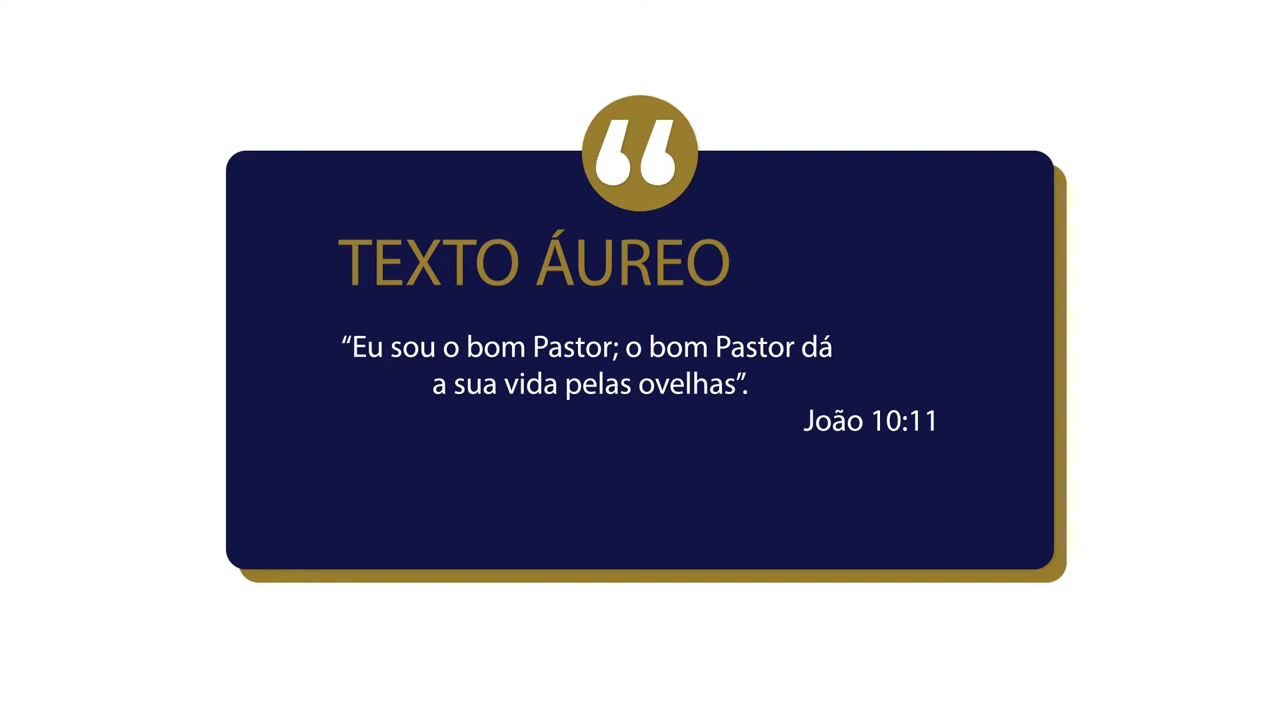 TEXTO ÁUREO
“Eu sou o bom Pastor; o bom Pastor dá
a sua vida pelas ovelhas”.
João 10:11